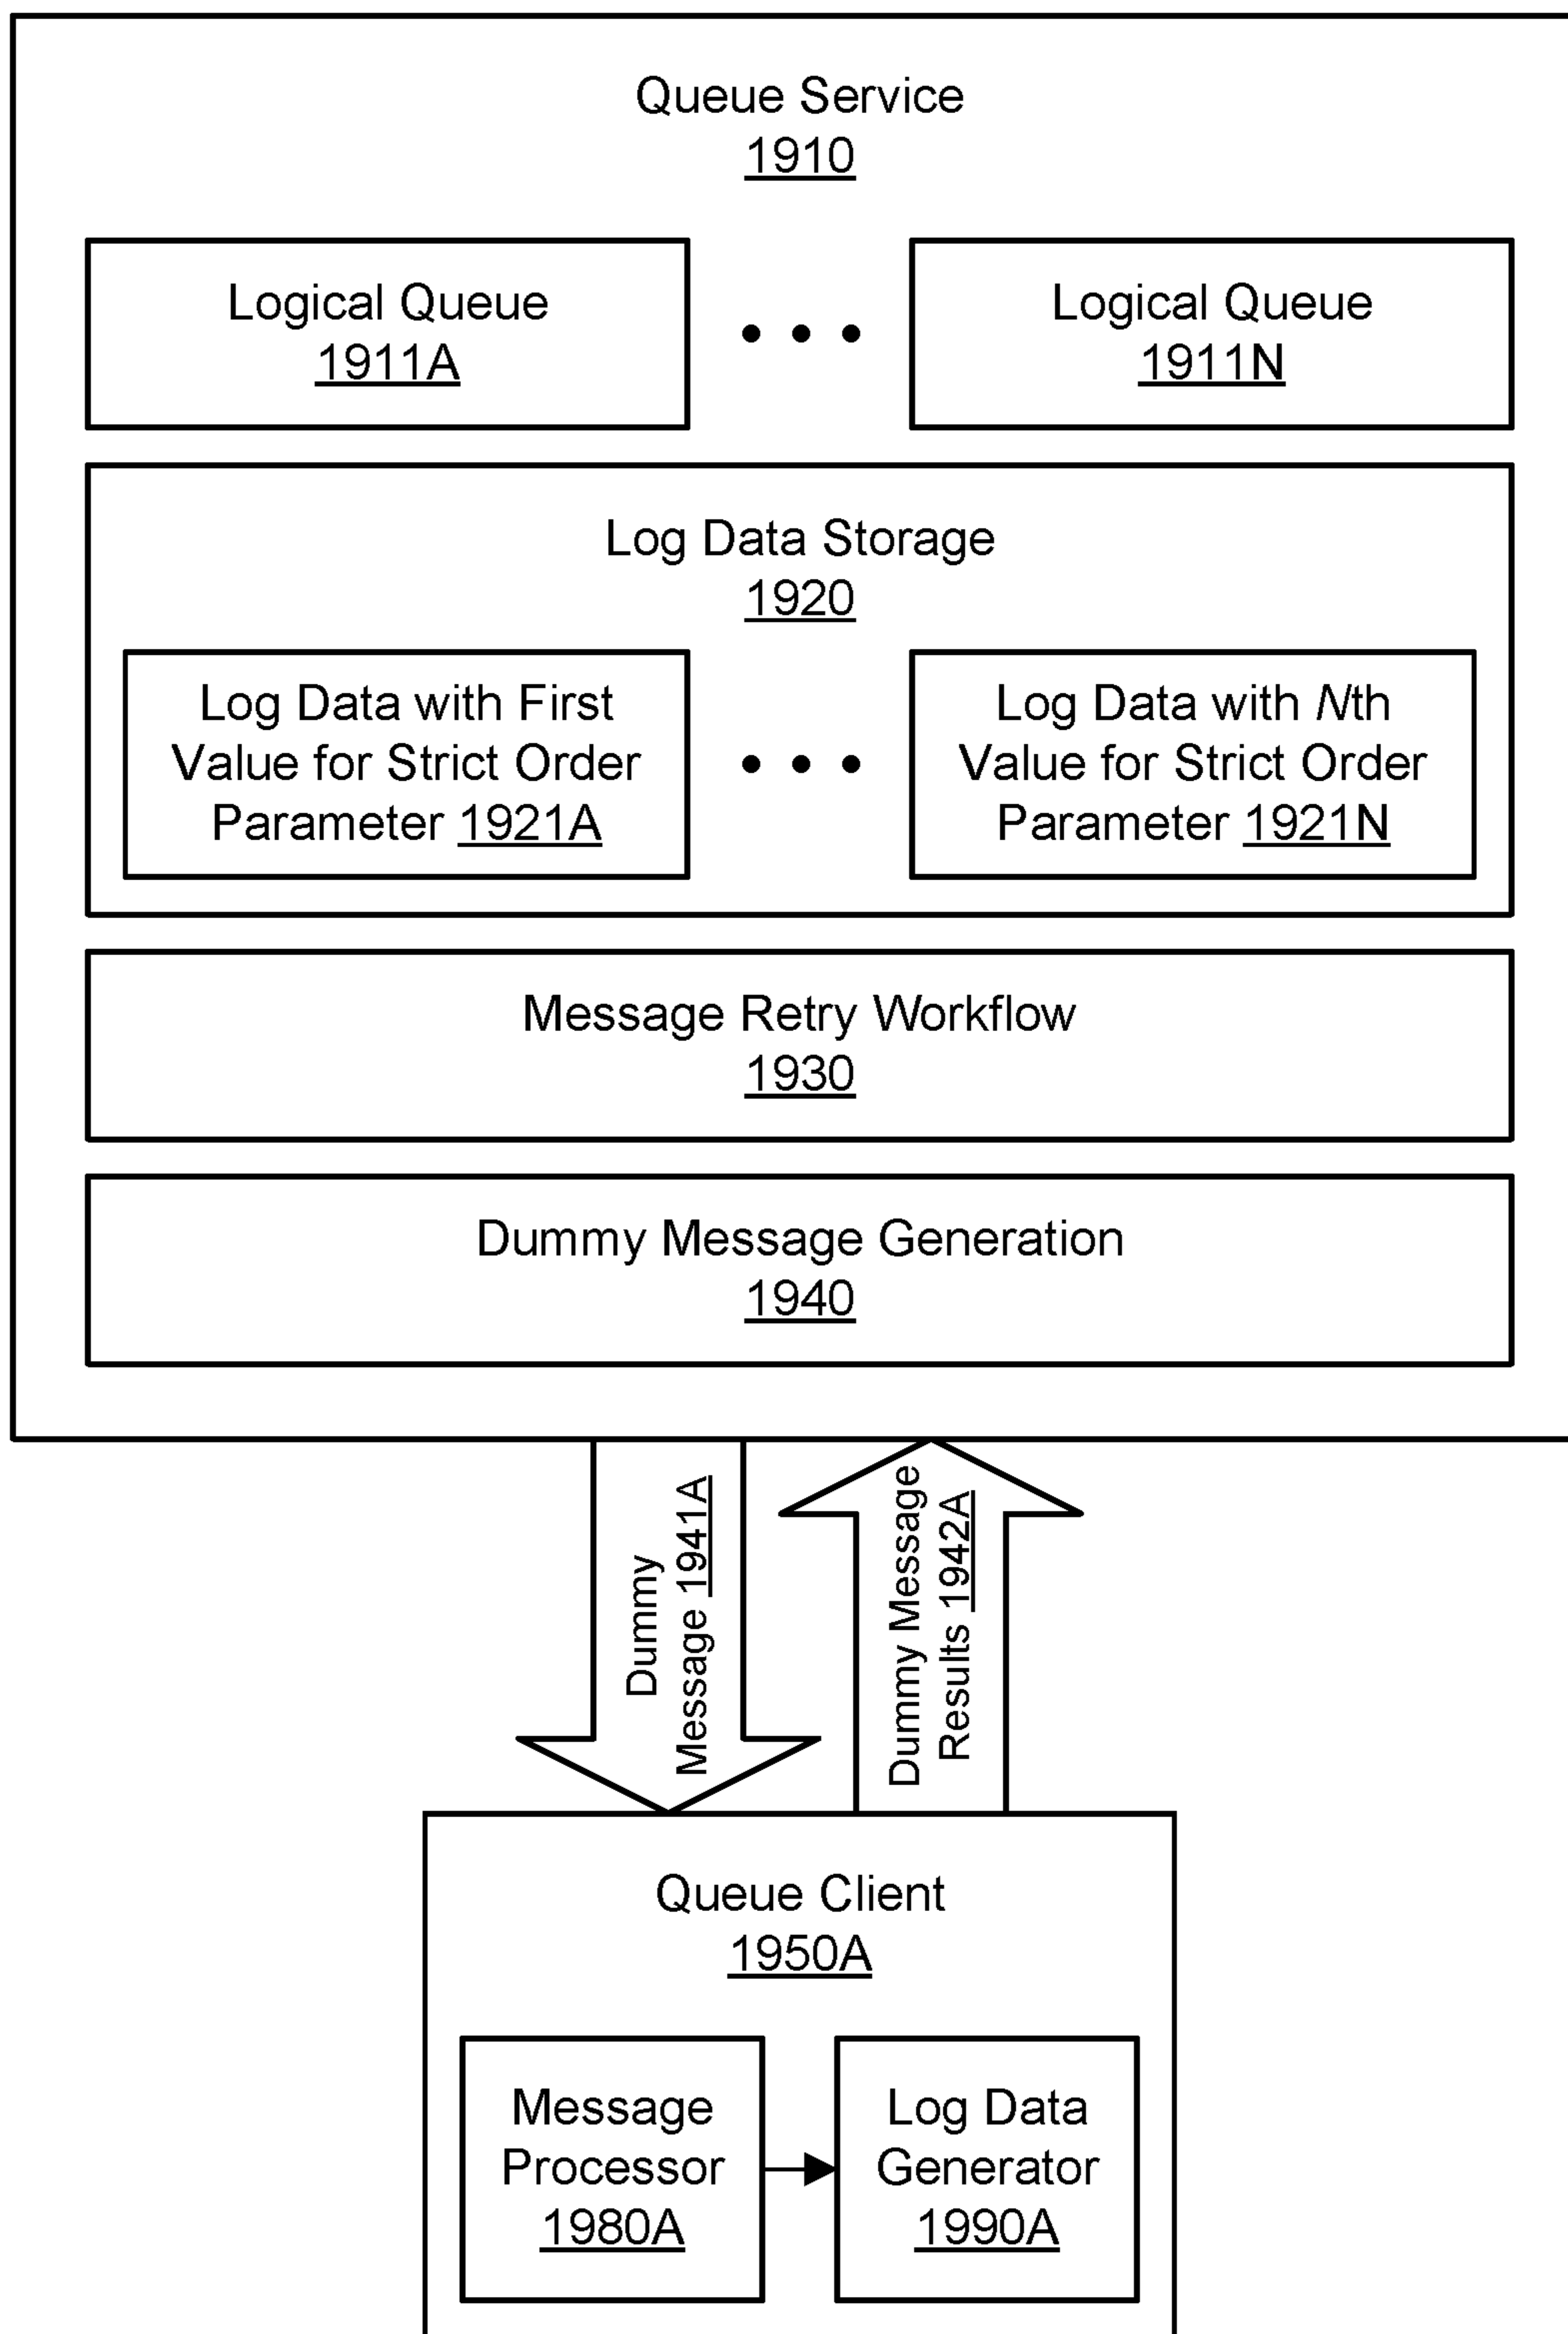 Queue Service
1910
Logical Queue
1911A
Logical Queue
1911N
Log Data Storage
1920
Log Data with First
Value for Strict Order
Parameter 1921A
Log Data with Nth
Value for Strict Order
Parameter 1921N
Message Retry Workflow
1930
Dummy Message Generation
1940
Dummy
Message 1941A
Dummy Message
Results 1942A
Queue Client
1950A
Message
Processor
1980A
Log Data
Generator
1990A